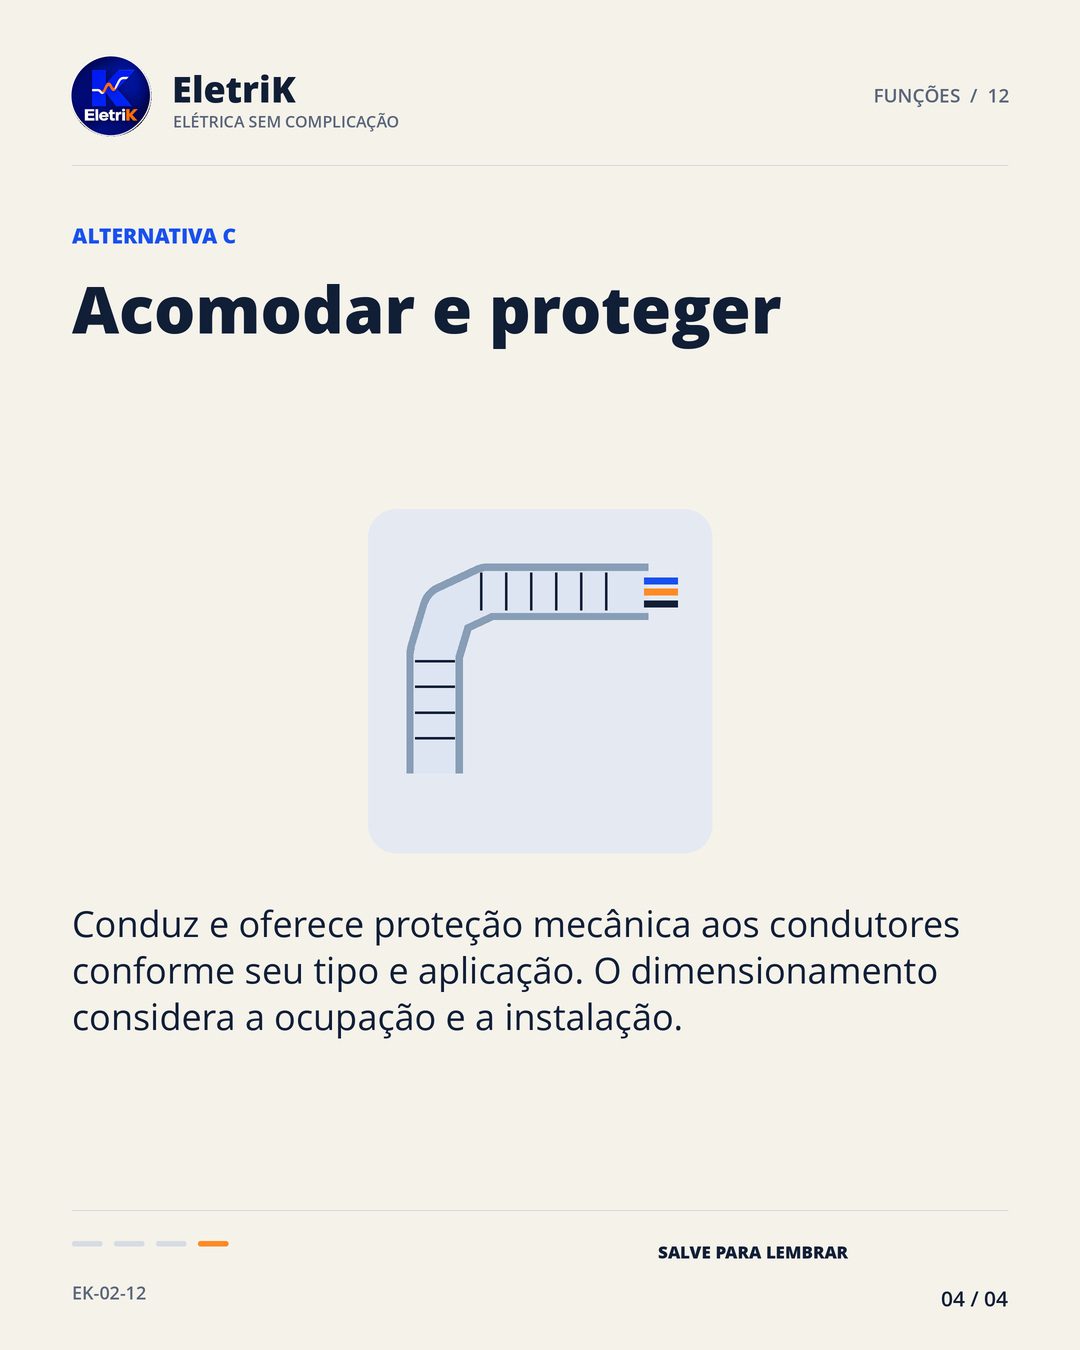 EletriK
EletriK
ELÉTRICA SEM COMPLICAÇÃO
FUNÇÕES / 12
ALTERNATIVA C
Acomodar e proteger
Conduz e oferece proteção mecânica aos condutores
conforme seu tipo e aplicação. O dimensionamento
considera a ocupação e a instalação.
SALVE PARA LEMBRAR
EK-02-12
04 / 04